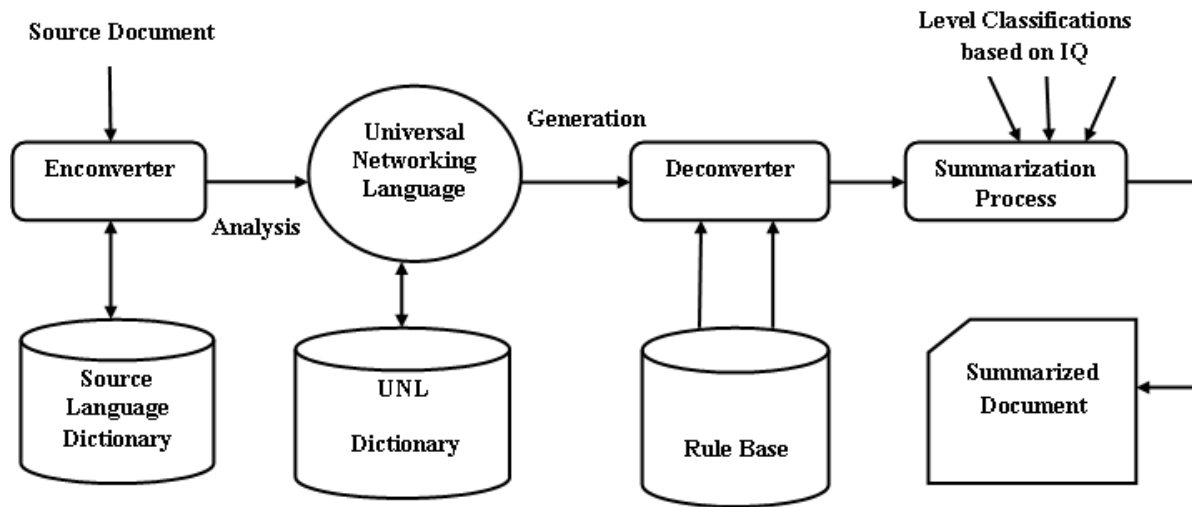 Source Document
Level Classifications
based on IQ
Enconverter
Analysis
Universal
Networking
Language
Generation
Deconverter
Summarization
Process
Source
Language
Dictionary
UNL
Dictionary
Rule Base
Summarized
Document